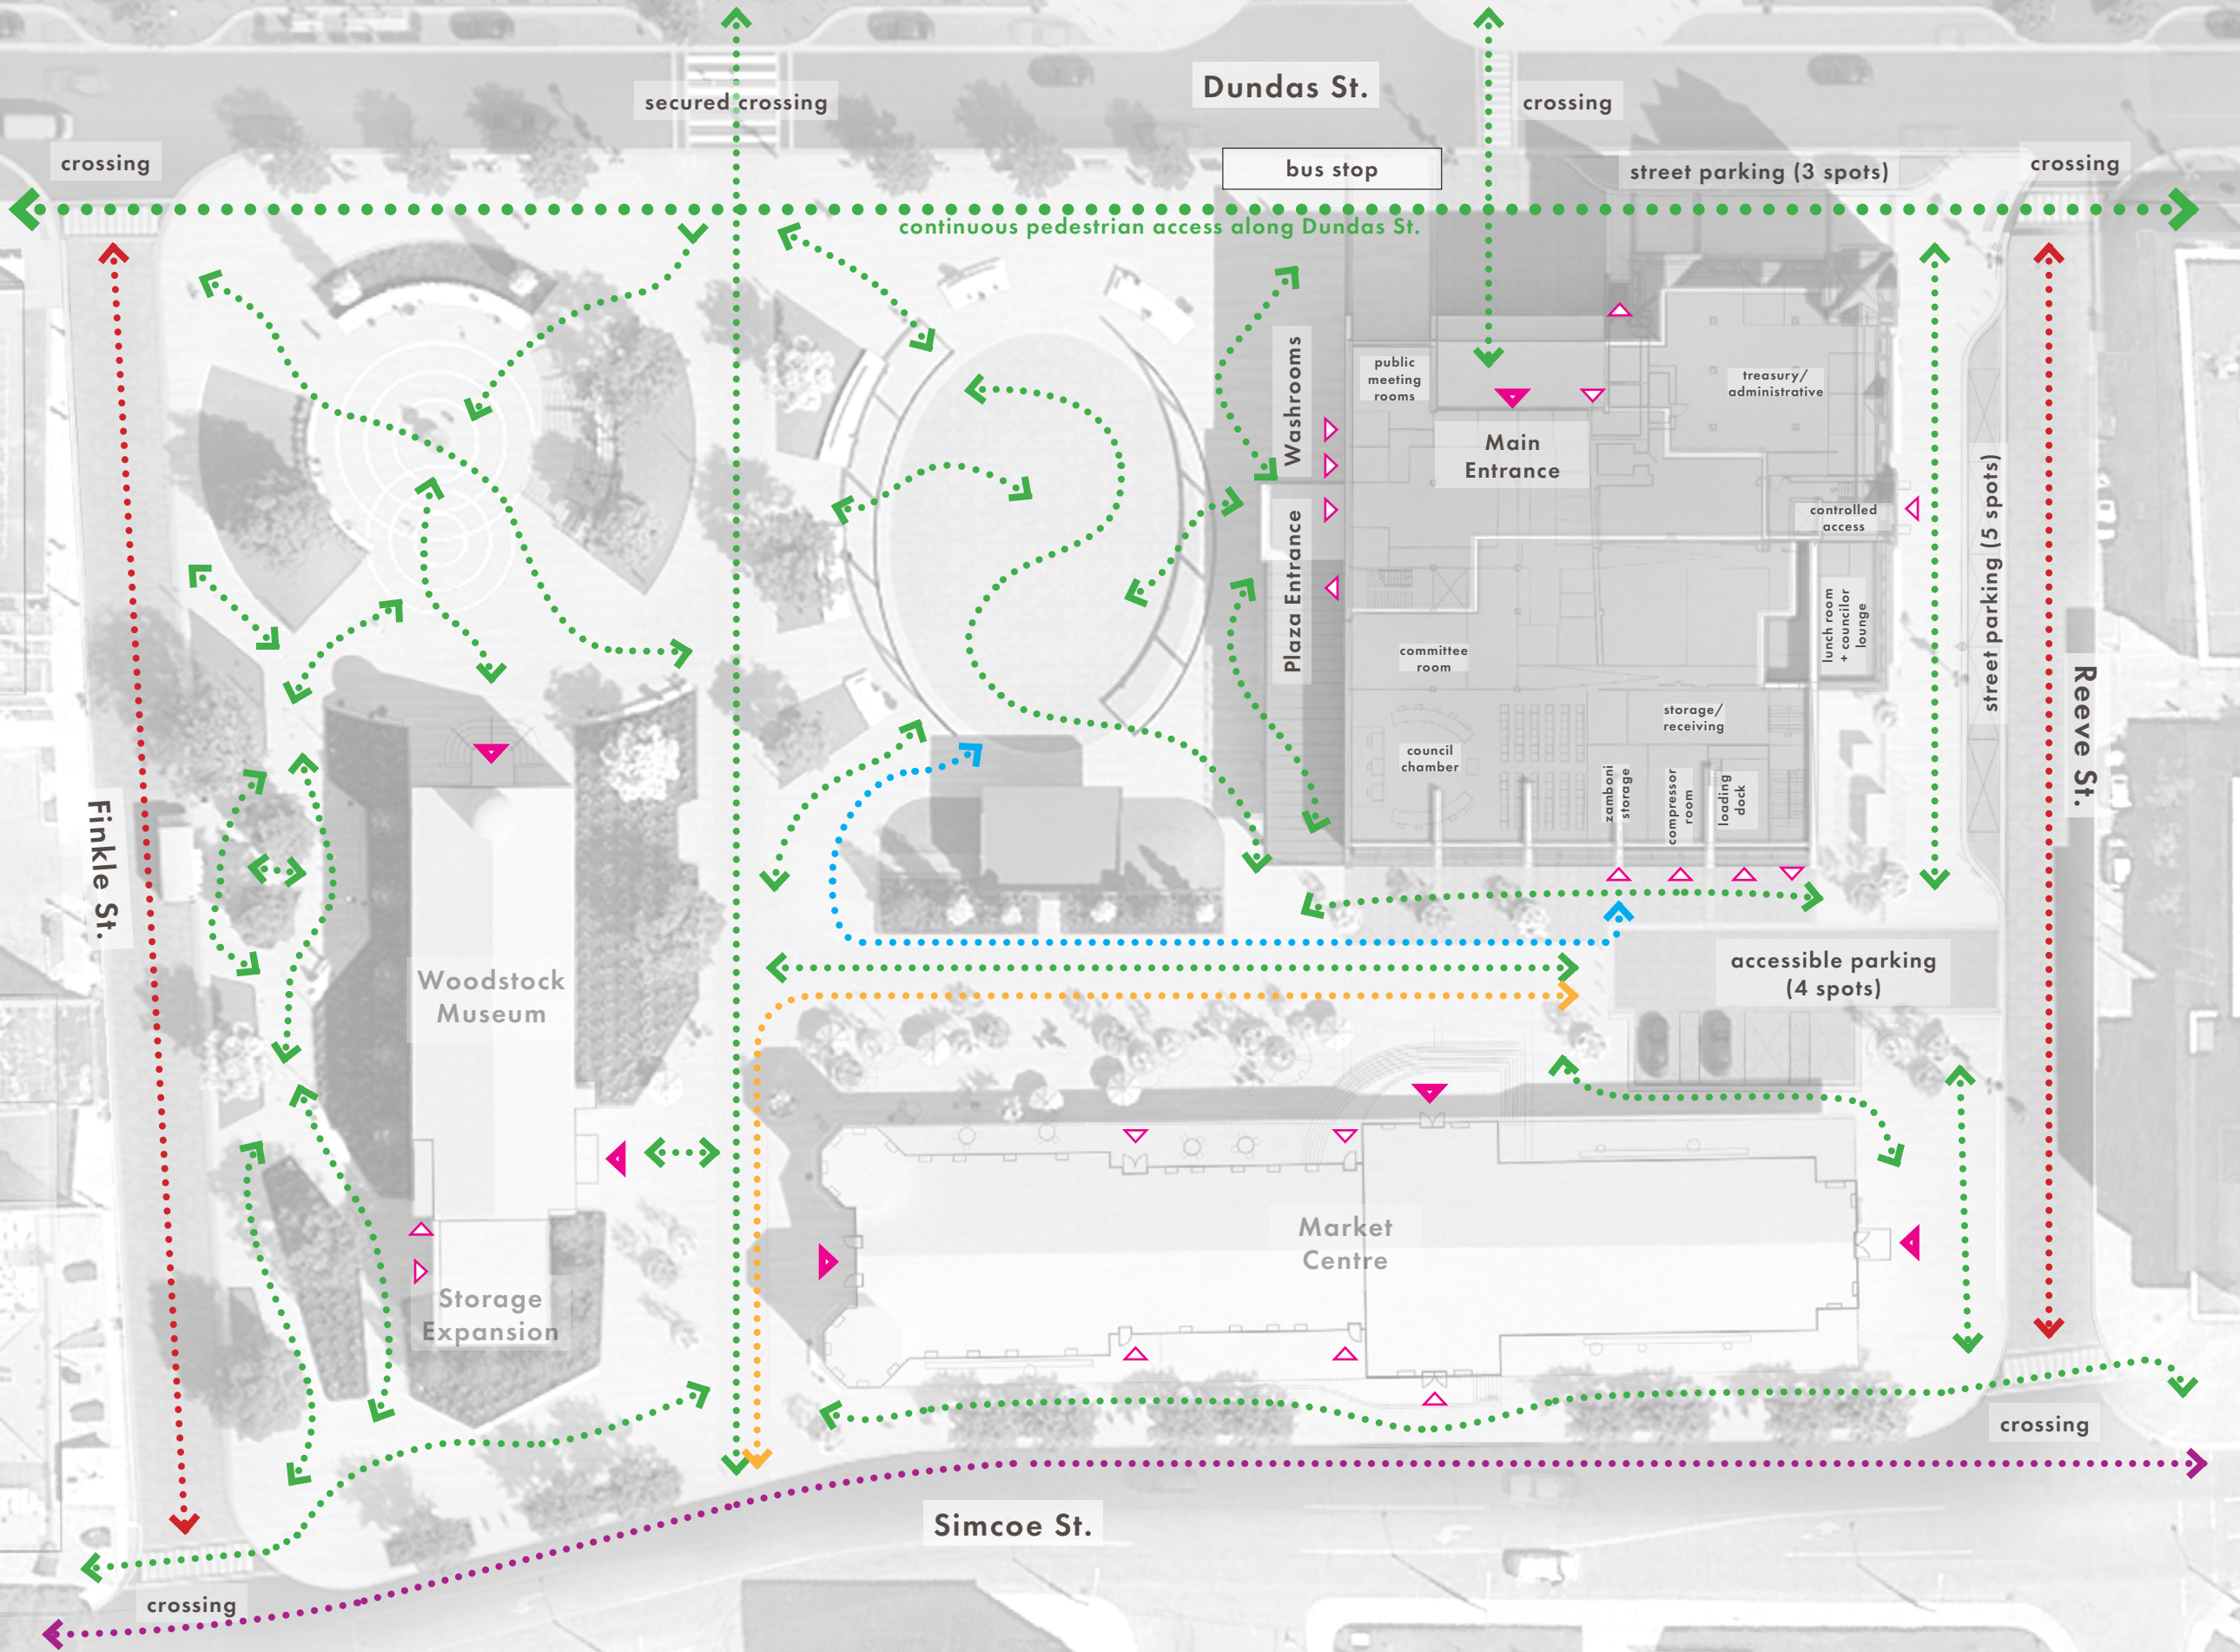 Dundas St.
secured crossing
crossing
crossing
bus stop
street parking (3 spots)
crossing
continuous pedestrian access along Dundas St.
Washrooms
public
meeting
rooms
treasury/
administrative
Main
Entrance
controlled
access
street parking (5 spots)
Plaza Entrance
lunch room
+ councilor
lounge
committee
room
Reeve St.
storage/
receiving
council
chamber
zamboni
storage
compressor
room
loading
dock
Finkle St.
Woodstock
Museum
accessible parking
(4 spots)
Market
Centre
Storage
Expansion
crossing
Simcoe St.
crossing